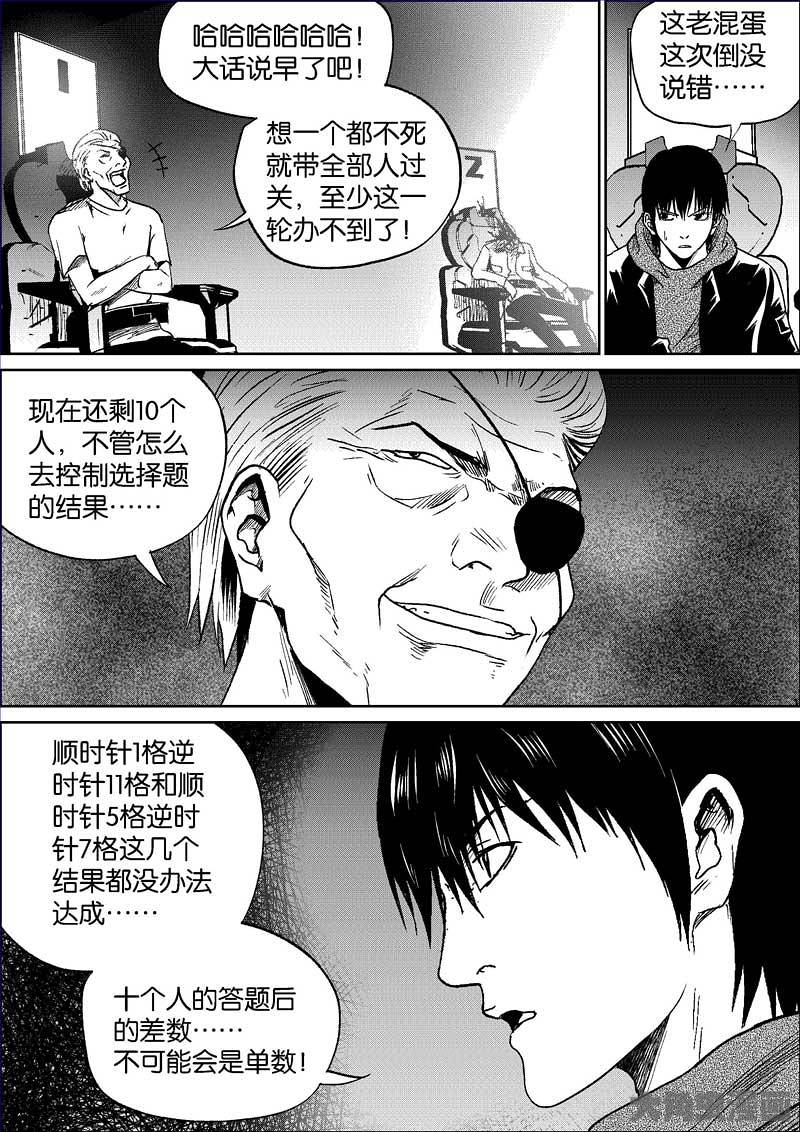 哈哈哈哈哈哈！
大话说早了吧！
想一个都不死
就带全部人过
关，至少这一
轮办不到了！
Z
这老混蛋
这次倒没
说错……
现在还剩10个
人，不管怎么
去控制选择题
的结果……
顺时针1格逆
时针11格和顺
时针5格逆时
针7格这几个
结果都没办法
达成……
十个人的答题后
的差数……
不可能会是单数！